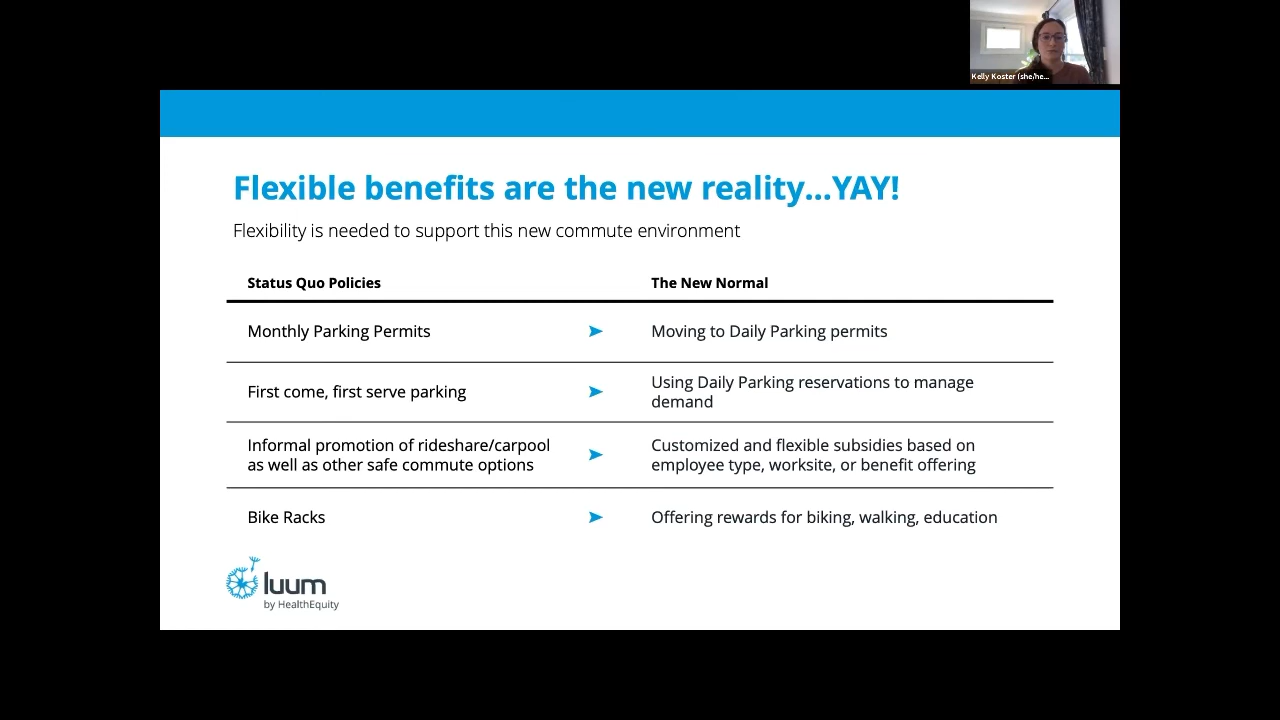 Kelly Koster (she/he...
Flexible benefits are the new reality...YAY!
Flexibility is needed to support this new commute environment
Status Quo Policies
The New Normal
Monthly Parking Permits
Moving to Daily Parking permits
First come, first serve parking
Using Daily Parking reservations to manage
demand
Informal promotion of rideshare/carpool
as well as other safe commute options
Customized and flexible subsidies based on
employee type, worksite, or benefit offering
Bike Racks
Offering rewards for biking, walking, education
luum
by HealthEquity